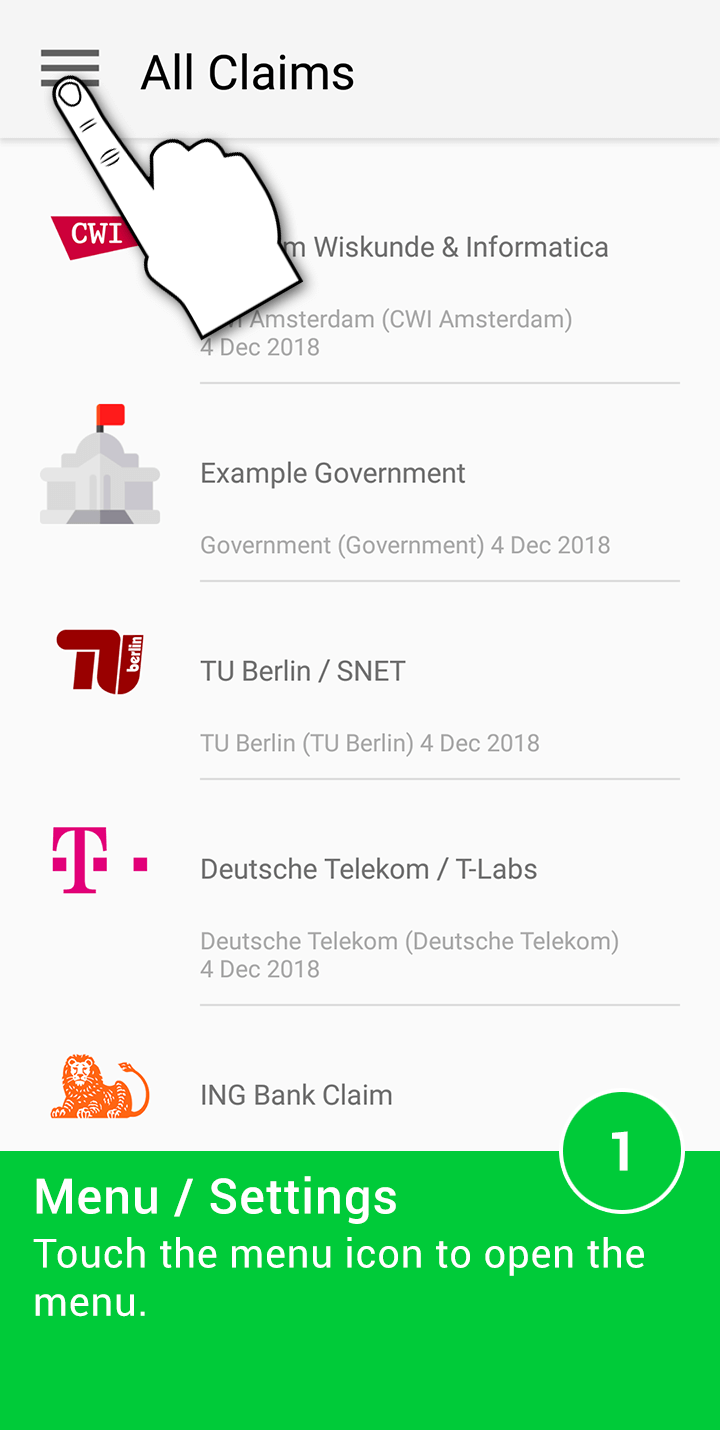 All Claims
CWI
Wiskunde & Informatica
Amsterdam (CWI Amsterdam)
4 Dec 2018
Example Government
Government (Government) 4 Dec 2018
TU berlin
TU Berlin / SNET
TU Berlin (TU Berlin) 4 Dec 2018
T
Deutsche Telekom / T-Labs
Deutsche Telekom (Deutsche Telekom)
4 Dec 2018
ING Bank Claim
1
Menu / Settings
Touch the menu icon to open the
menu.